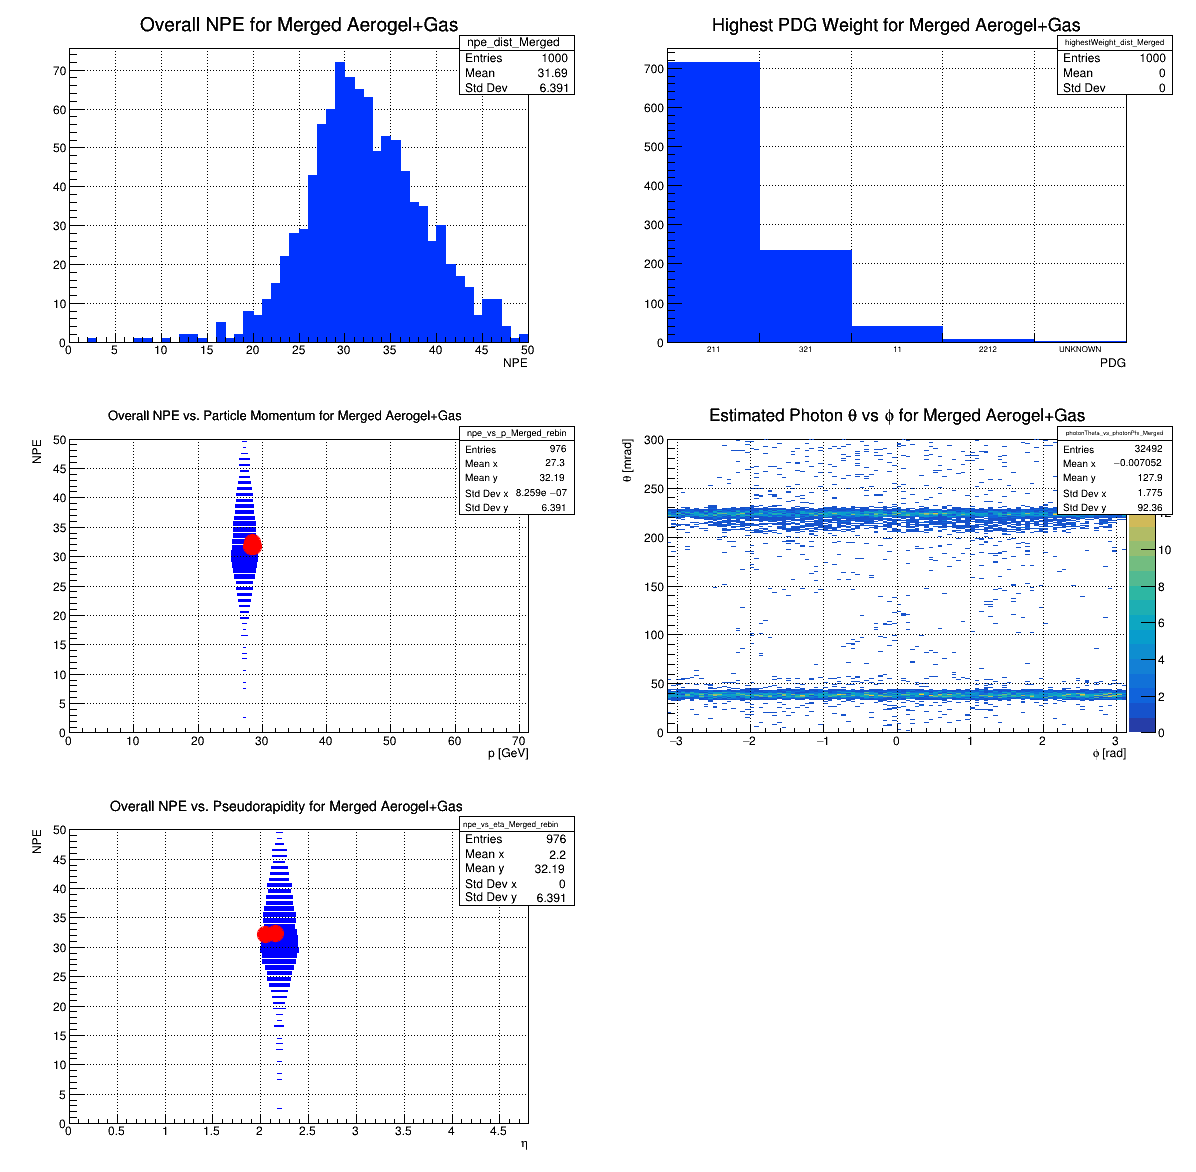 Overall NPE for Merged Aerogel+Gas
npe_dist_Merged
Entries 1000
Mean 31.69
Std Dev 6.391
70
60
50
40
30
20
10
0
0 5 10 15 20 25 30 35 40 45 50
NPE
Highest PDG Weight for Merged Aerogel+Gas
highestWeight_dist_Merged
Entries 1000
Mean 0
Std Dev 0
700
600
500
400
300
200
100
0
211 321 11 2212 UNKNOWN
PDG
Overall NPE vs. Particle Momentum for Merged Aerogel+Gas
npe_vs_p_Merged_rebin
Entries 976
Mean x 27.3
Mean y 32.19
Std Dev x 8.259e −07
Std Dev y 6.391
NPE
50
45
40
35
30
25
20
15
10
5
0
0 10 20 30 40 50 60 70
p [GeV]
Estimated Photon θ vs ϕ for Merged Aerogel+Gas
photonTheta_vs_photonPhi_Merged
Entries 32492
Mean x −0.007052
Mean y 127.9
Std Dev x 1.775
Std Dev y 92.36
θ [mrad]
300
250
200
150
100
50
0
−3 −2 −1 0 1 2 3
ϕ [rad]
10
8
6
4
2
0
Overall NPE vs. Pseudorapidity for Merged Aerogel+Gas
npe_vs_eta_Merged_rebin
Entries 976
Mean x 2.2
Mean y 32.19
Std Dev x 0
Std Dev y 6.391
NPE
50
45
40
35
30
25
20
15
10
5
0
0 0.5 1 1.5 2 2.5 3 3.5 4 4.5
η